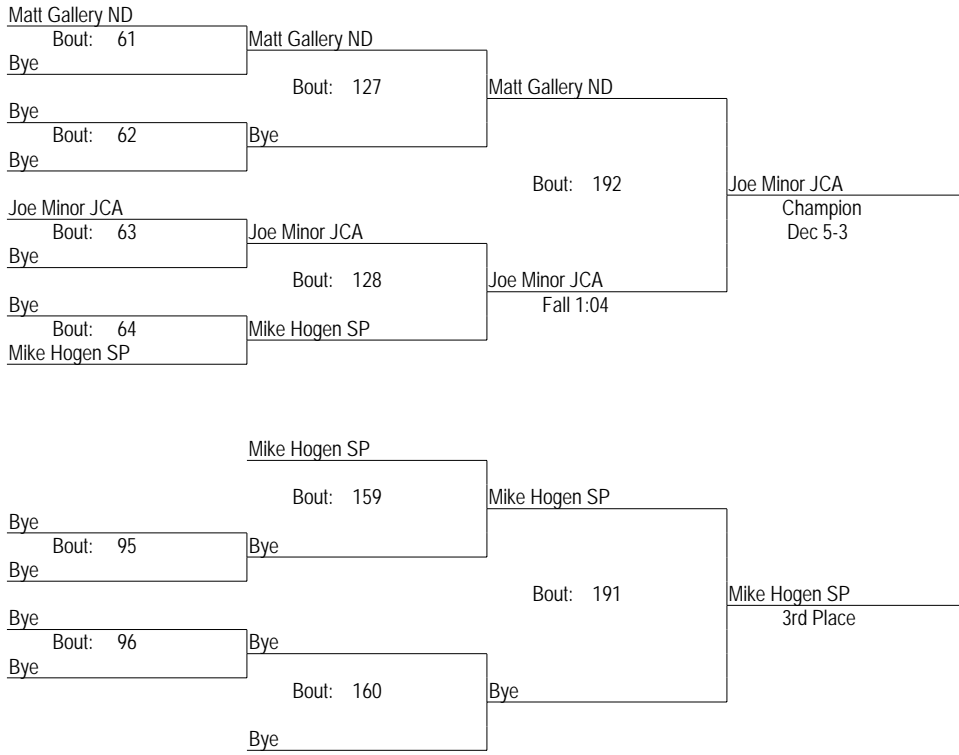 Matt Gallery ND
Bout: 61
Matt Gallery ND
Bye
Bout: 127
Matt Gallery ND
Bye
Bout: 62
Bye
Bye
Bout: 192
Joe Minor JCA
Joe Minor JCA
Champion
Bout: 63
Joe Minor JCA
Dec 5-3
Bye
Bout: 128
Joe Minor JCA
Bye
Fall 1:04
Bout: 64
Mike Hogen SP
Mike Hogen SP
Mike Hogen SP
Bout: 159
Mike Hogen SP
Bye
Bout: 95
Bye
Bye
Bout: 191
Mike Hogen SP
Bye
3rd Place
Bout: 96
Bye
Bye
Bout: 160
Bye
Bye